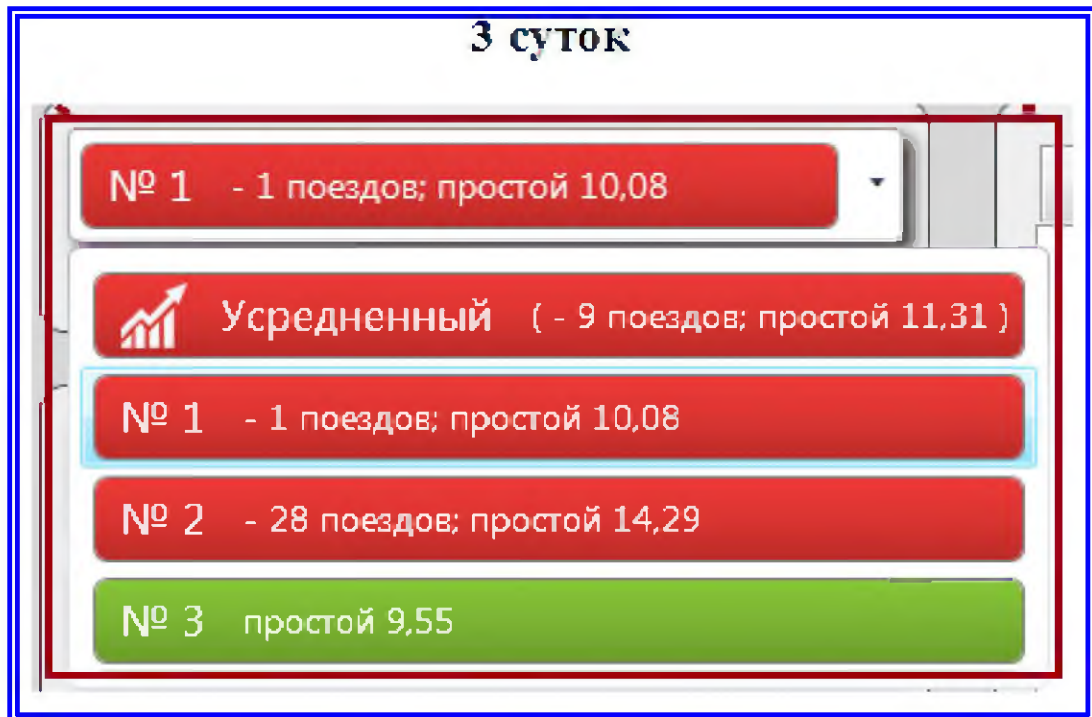 3 суток
№ 1 - 1 поездов; простой 10,08
Усредненный ( - 9 поездов; простой 11,31 )
№ 1 - 1 поездов; простой 10,08
№ 2 - 28 поездов; простой 14,29
№ 3 простой 9,55